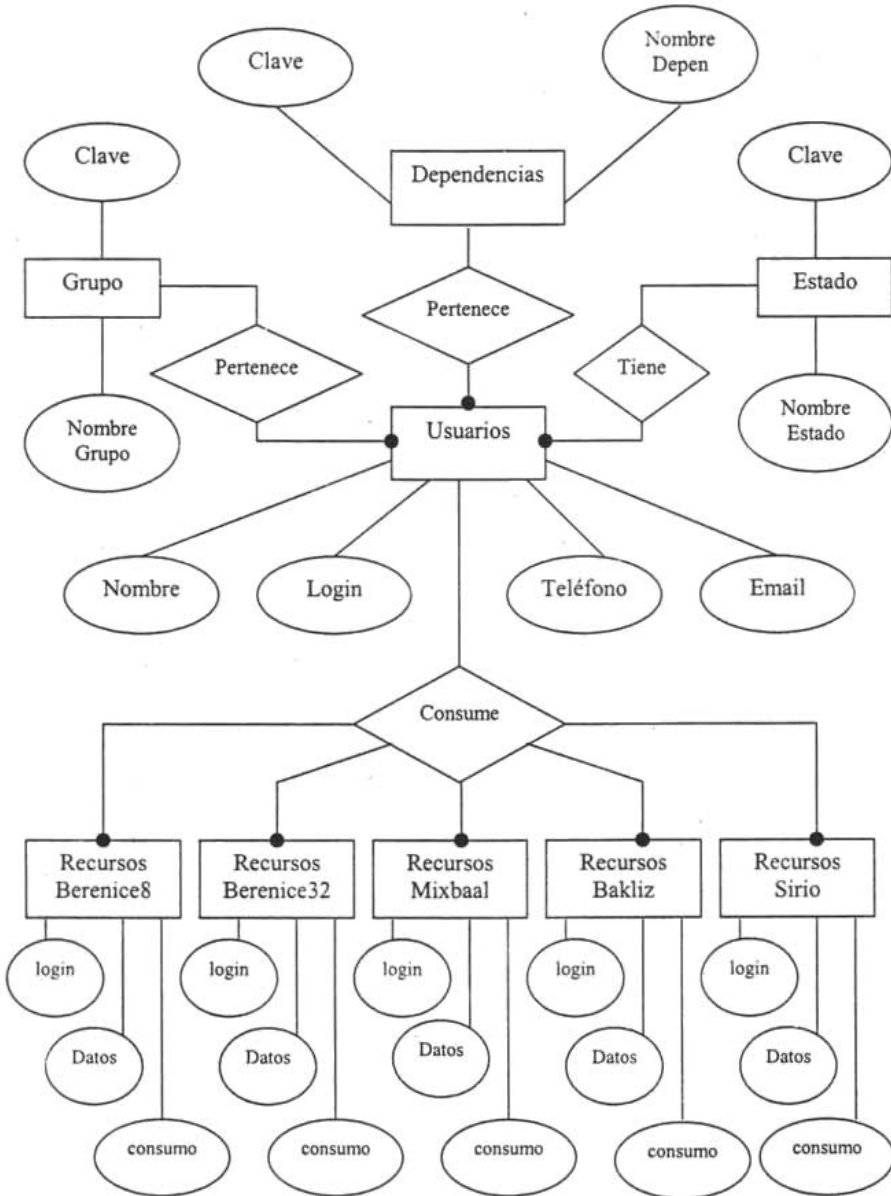 Clave
Nombre
Depen
Clave
Dependencias
Clave
Grupo
Pertenece
Estado
Pertenece
Tiene
Nombre
Grupo
Usuarios
Nombre
Estado
Nombre
Login
Teléfono
Email
Consume
Recursos
Berenice8
Recursos
Berenice32
Recursos
Mixbaal
Recursos
Bakliz
Recursos
Sirio
login
login
login
login
login
Datos
Datos
Datos
Datos
Datos
consumo
consumo
consumo
consumo
consumo